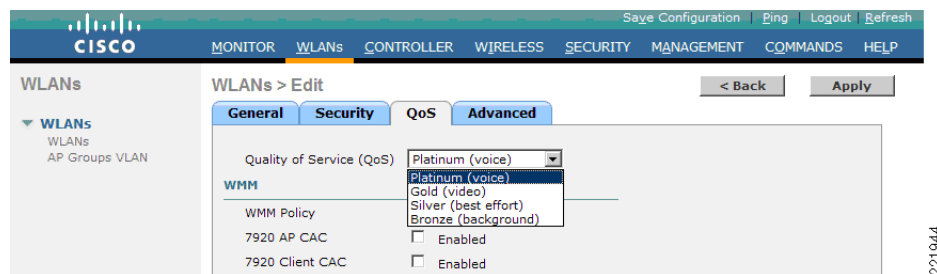 Save Configuration | Ping | Logout | Refresh
CISCO
MONITOR WLANs CONTROLLER WIRELESS SECURITY MANAGEMENT COMMANDS HELP
WLANs
WLANs
WLANs
AP Groups VLAN
WLANs > Edit
< Back
Apply
General Security QoS Advanced
Quality of Service (QoS) Platinum (voice)
Platinum (voice)
Gold (video)
Silver (best effort)
Bronze (background)
WMM
WMM Policy
7920 AP CAC Enabled
7920 Client CAC Enabled
221944